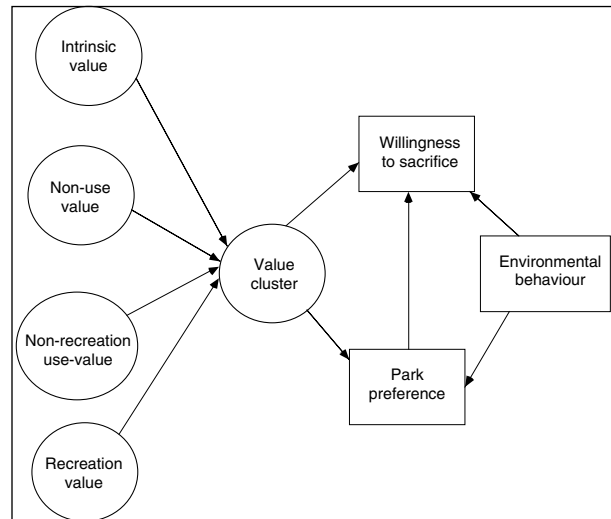 Intrinsic
value
Non-use
value
Non-recreation
use-value
Recreation
value
Value
cluster
Willingness
to sacrifice
Park
preference
Environmental
behaviour